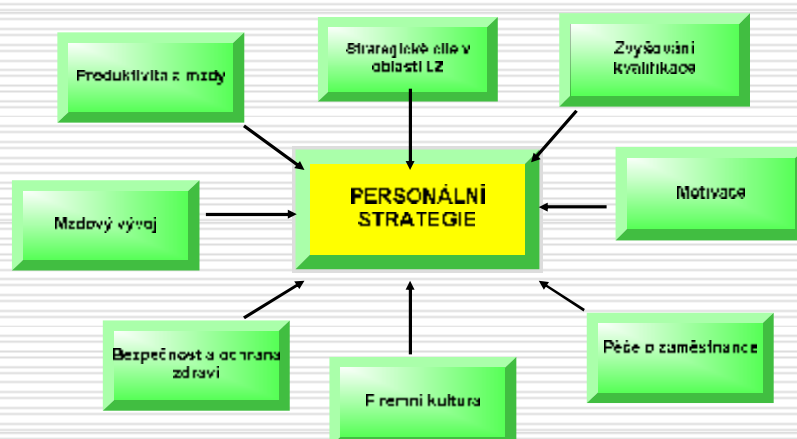 Produktivita a mzdy
Strategické cíle v
oblasti LZ
Zvyšování
kvalifikace
Mzdový vývoj
PERSONÁLNÍ
STRATEGIE
Motivace
Bezpečnost a ochrana
zdraví
Firemní kultura
Péče o zaměstnance